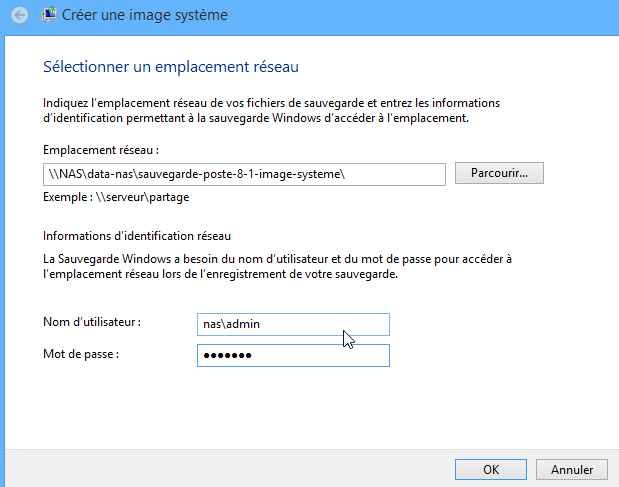 Créer une image système
Sélectionner un emplacement réseau
Indiquez l'emplacement réseau de vos fichiers de sauvegarde et entrez les informations
d'identification permettant à la sauvegarde Windows d'accéder à l'emplacement.
Emplacement réseau :
\\NAS\data-nas\sauvegarde-poste-8-1-image-systeme\
Parcourir...
Exemple : \\serveur\partage
Informations d'identification réseau
La Sauvegarde Windows a besoin du nom d'utilisateur et du mot de passe pour accéder à
l'emplacement réseau lors de l'enregistrement de votre sauvegarde.
Nom d'utilisateur :
nas\admin
Mot de passe :
●●●●●●●
OK
Annuler